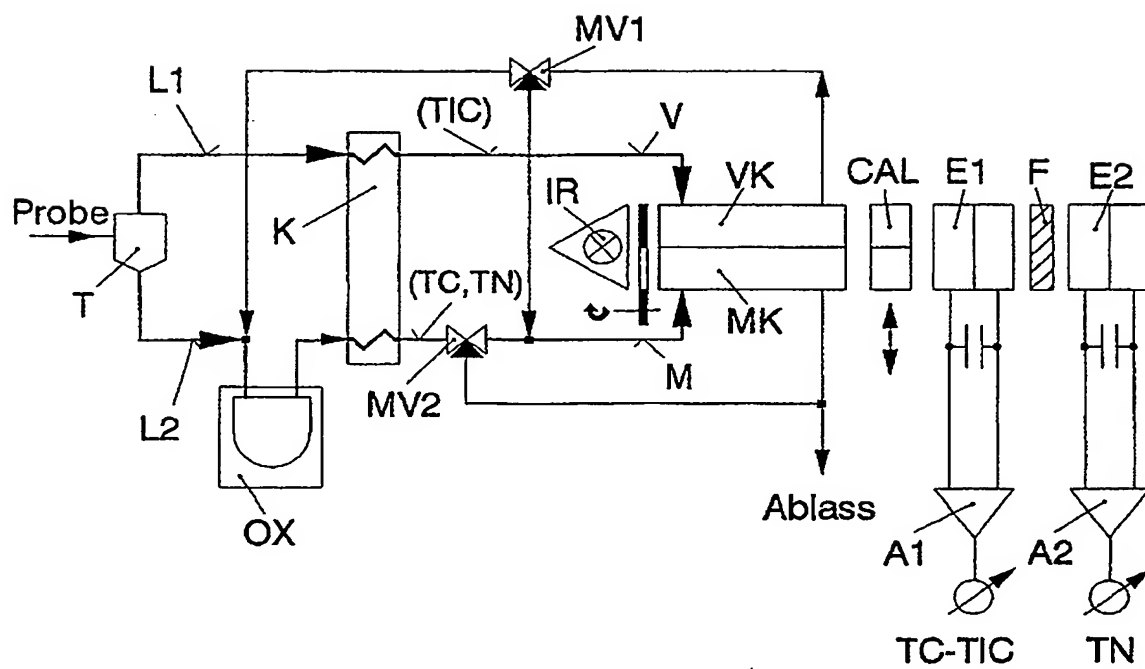 MV1
L1
(TIC)
V
Probe
K
IR
VK
CAL
E1
F
E2
T
(TC,TN)
MK
L2
MV2
M
OX
Ablass
A1
A2
TC-TIC
TN